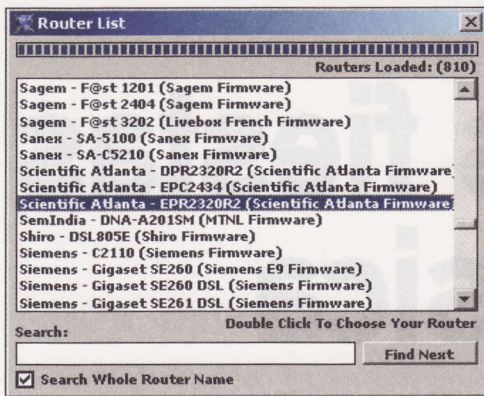 Router List
Routers Loaded: (810)
Sagem - F@st 1201 (Sagem Firmware)
Sagem - F@st 2404 (Sagem Firmware)
Sagem - F@st 3202 (Livebox French Firmware)
Sanex - SA-5100 (Sanex Firmware)
Sanex - SA-C5210 (Sanex Firmware)
Scientific Atlanta - DPR2320R2 (Scientific Atlanta Firmware
Scientific Atlanta - EPC2434 (Scientific Atlanta Firmware)
Scientific Atlanta - EPR2320R2 (Scientific Atlanta Firmware
SemIndia - DNA-A201SM (MTNL Firmware)
Shiro - DSL805E (Shiro Firmware)
Siemens - C2110 (Siemens Firmware)
Siemens - Gigaset SE260 (Siemens E9 Firmware)
Siemens - Gigaset SE260 DSL (Siemens Firmware)
Siemens - Gigaset SE261 DSL (Siemens Firmware)
Double Click To Choose Your Router
Search:
Find Next
Search Whole Router Name